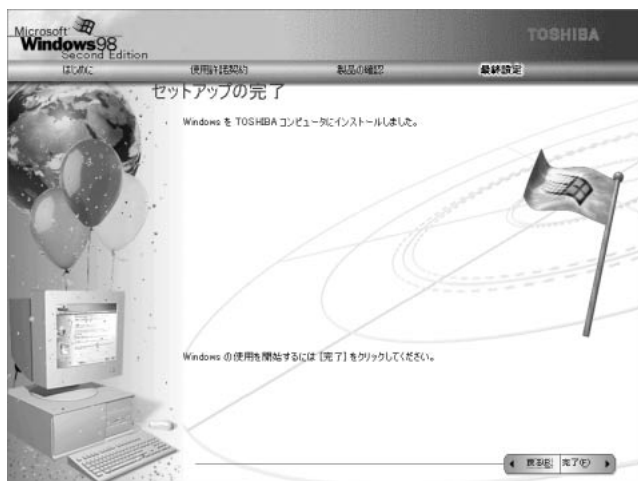 Microsoft
Windows98
Second Edition
TOSHIBA
はじめに
使用許諾契約
製品の確認
最終設定
セットアップの完了
Windows を TOSHIBA コンピュータにインストールしました。
Windows の使用を開始するには [完了] をクリックしてください。
戻る(B) 完了(F)